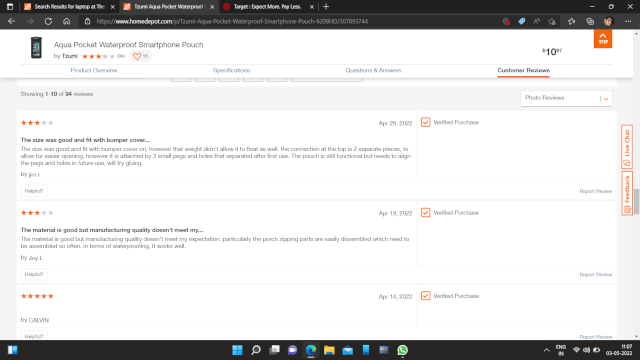 Search Results for laptop at The
Tzumi Aqua Pocket Waterproof S
Target : Expect More. Pay Less.
https://www.homedepot.com/p/Tzumi-Aqua-Pocket-Waterproof-Smartphone-Pouch-6200HD/307093744
Aqua Pocket Waterproof Smartphone Pouch
by Tzumi (94) 15
$1097
TOP
Product Overview Specifications Questions & Answers Customer Reviews
Showing 1-10 of 94 reviews
Photo Reviews
Apr 29, 2022 Verified Purchase
The size was good and fit with bumper cover...
The size was good and fit with bumper cover on, however that weight didn't allow it to float as well. the connection at the top is 2 separate pieces, to
allow for easier opening, however it is attached by 3 small pegs and holes that separated after first use. The pouch is still functional but needs to align
the pegs and holes in future use, will try gluing.
by jim r
Helpful? Report Review
Live Chat
Feedback
Apr 19, 2022 Verified Purchase
The material is good but manufacturing quality doesn't meet my...
The material is good but manufacturing quality doesn't meet my expectation, particularly the porch zipping parts are easily dissembled which need to
be assembled so often. in terms of waterproofing, it works well.
by Joy L
Helpful? Report Review
Apr 14, 2022 Verified Purchase
by CALVIN
Helpful? Report Review
ENG
IN
11:07
03-05-2022